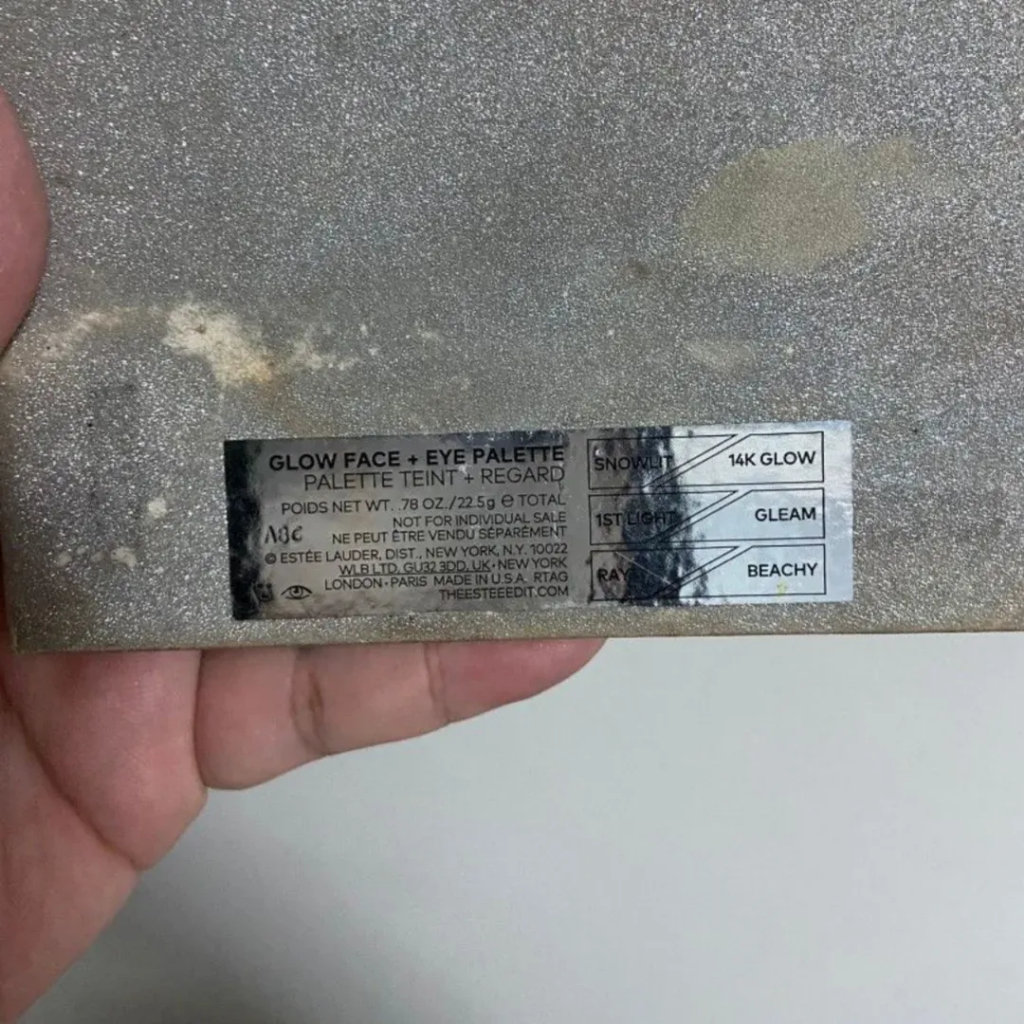 GLOW FACE + EYE PALETTE
PALETTE TEINT + REGARD
POIDS NET WT. .78 OZ./22.5g ℮ TOTAL
NOT FOR INDIVIDUAL SALE
NE PEUT ÊTRE VENDU SÉPARÉMENT
© ESTÉE LAUDER, DIST., NEW YORK, N.Y. 10022
WLB LTD. GU32 3DD, UK • NEW YORK
LONDON • PARIS MADE IN U.S.A. RTAG
THEESTEEEDIT.COM
SNOWLIT 14K GLOW
1ST LIGHT GLEAM
RAY BEACHY